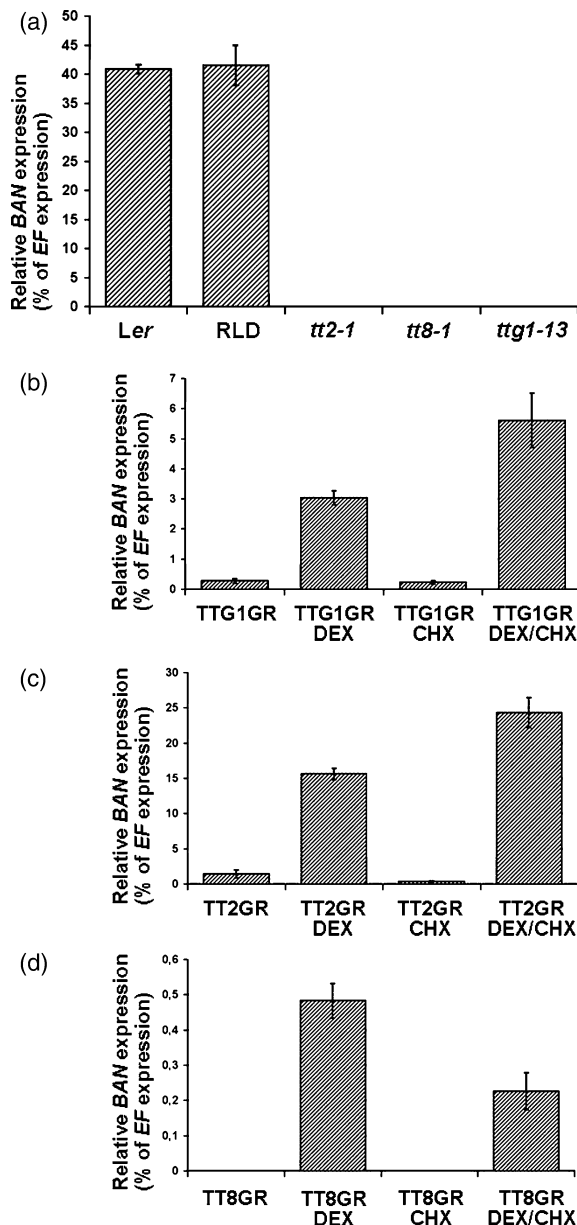 (a)
Relative BAN expression
(% of EF expression)
50
45
40
35
30
25
20
15
10
5
0
Ler
RLD
tt2-1
tt8-1
ttg1-13
(b)
Relative BAN expression
(% of EF expression)
7
6
5
4
3
2
1
0
TTG1GR
TTG1GR
DEX
TTG1GR
CHX
TTG1GR
DEX/CHX
(c)
Relative BAN expression
(% of EF expression)
30
25
20
15
10
5
0
TT2GR
TT2GR
DEX
TT2GR
CHX
TT2GR
DEX/CHX
(d)
Relative BAN expression
(% of EF expression)
0,6
0,5
0,4
0,3
0,2
0,1
0
TT8GR
TT8GR
DEX
TT8GR
CHX
TT8GR
DEX/CHX